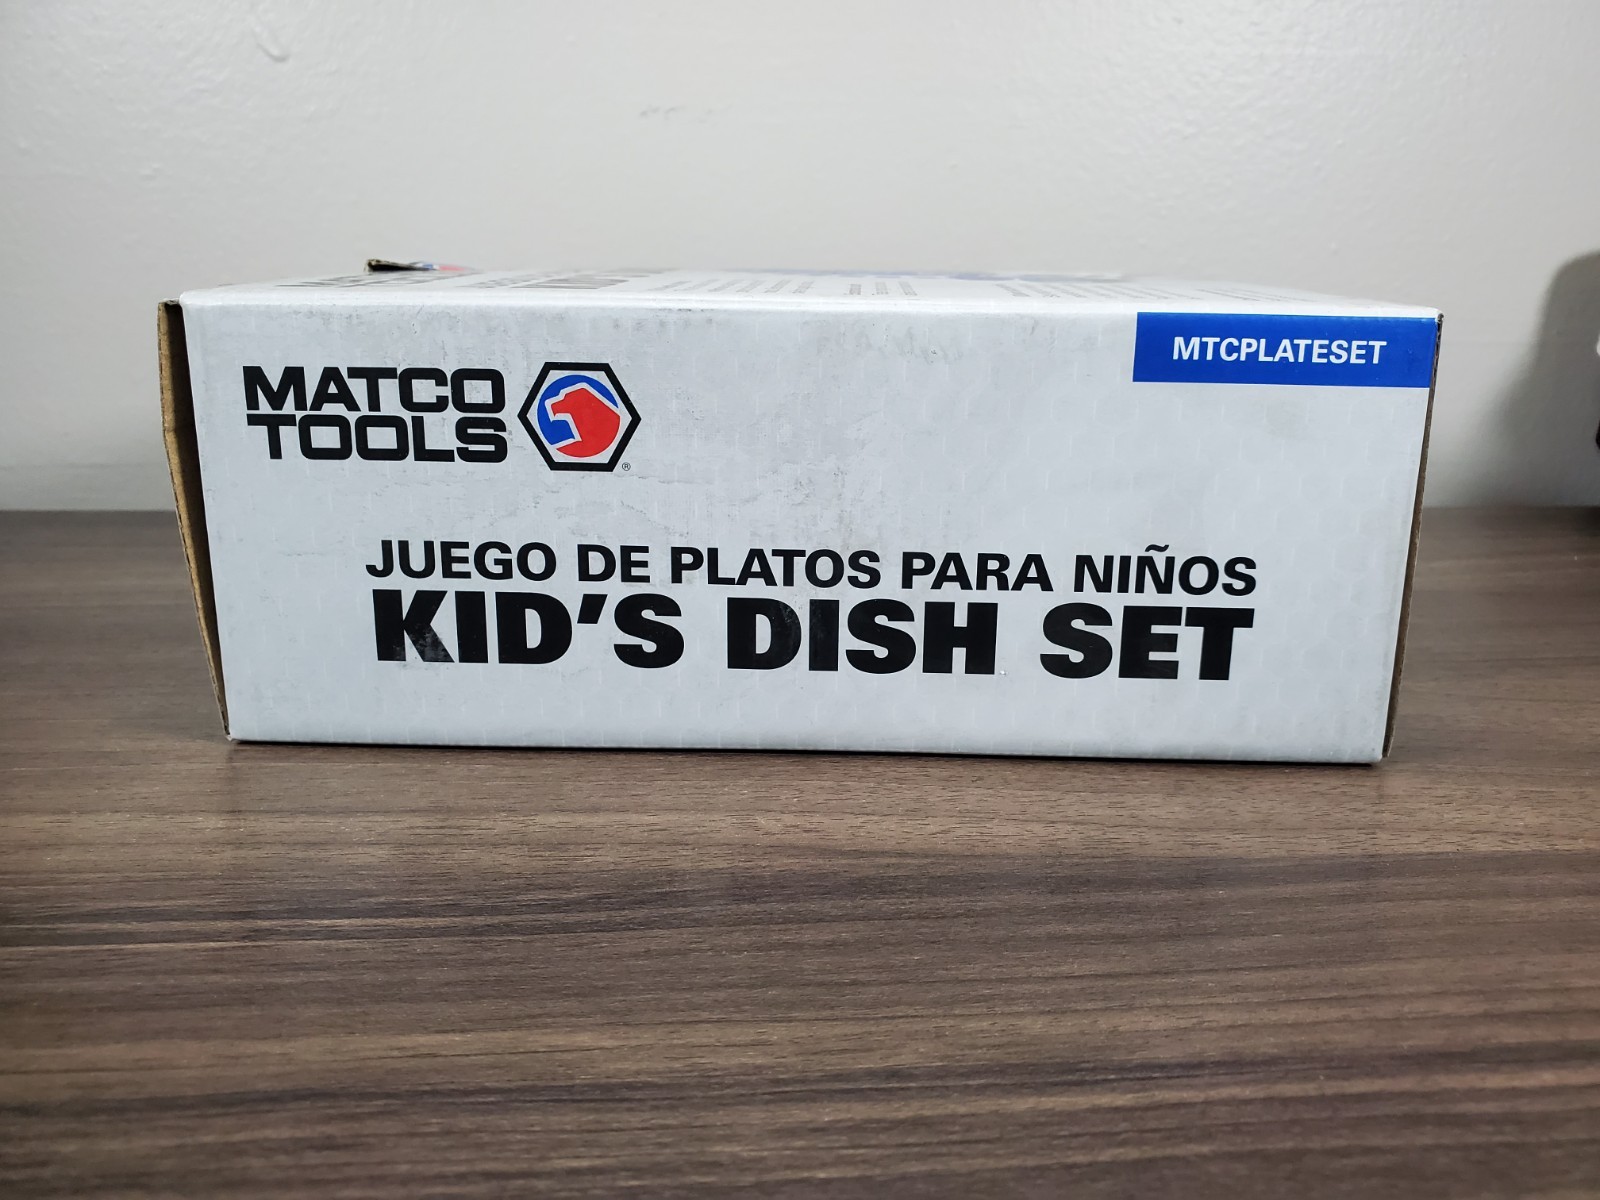 MATCO
TOOLS
®
MTCPLATESET
JUEGO DE PLATOS PARA NIÑOS
KID'S DISH SET